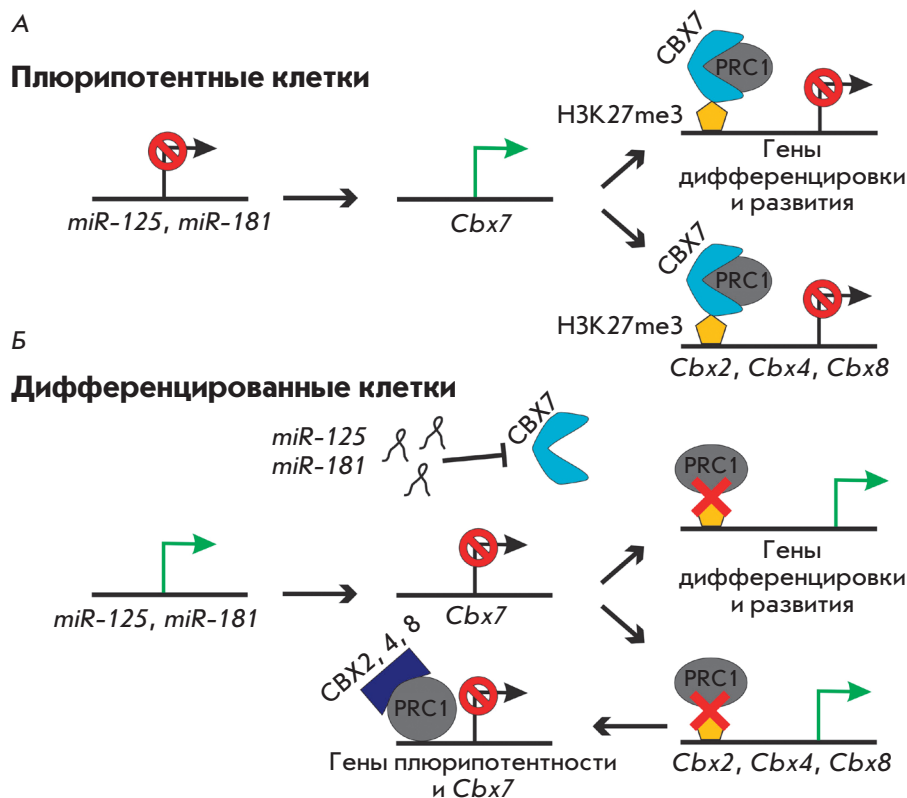 А
Плюрипотентные клетки
miR-125, miR-181
Cbx7
CBX7
PRC1
H3K27me3
Гены
дифференцировки
и развития
CBX7
PRC1
H3K27me3
Cbx2, Cbx4, Cbx8
Б
Дифференцированные клетки
miR-125
miR-181
CBX7
miR-125, miR-181
Cbx7
PRC1
Гены
дифференцировки
и развития
CBX2, 4, 8
PRC1
Гены плюрипотентности
и Cbx7
PRC1
Cbx2, Cbx4, Cbx8